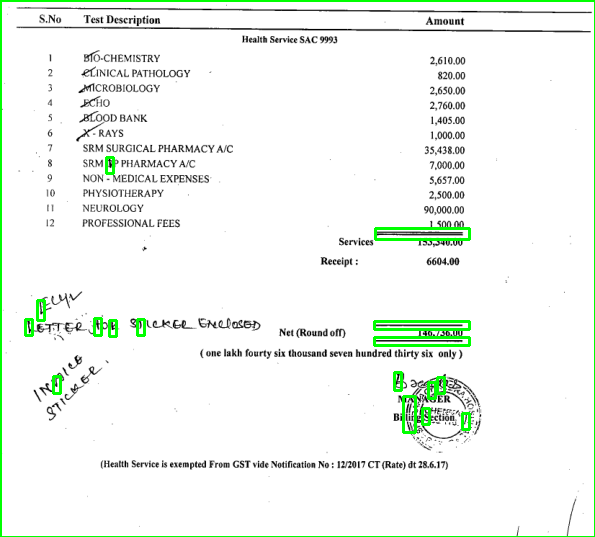 S.No Test Description Amount
Health Service SAC 9993
1 BIO-CHEMISTRY 2,610.00
2 CLINICAL PATHOLOGY 820.00
3 MICROBIOLOGY 2,650.00
4 ECHO 2,760.00
5 BLOOD BANK 1,405.00
6 X - RAYS 1,000.00
7 SRM SURGICAL PHARMACY A/C 35,438.00
8 SRM IP PHARMACY A/C 7,000.00
9 NON - MEDICAL EXPENSES 5,657.00
10 PHYSIOTHERAPY 2,500.00
11 NEUROLOGY 90,000.00
12 PROFESSIONAL FEES 1,500.00
Services 153,340.00
Receipt : 6604.00
LETTER FOR STICKER ENCLOSED
Net (Round off) 146,736.00
( one lakh fourty six thousand seven hundred thirty six only )
INVOICE
STICKER.
MANAGER
Billing Section
(Health Service is exempted From GST vide Notification No : 12/2017 CT (Rate) dt 28.6.17)